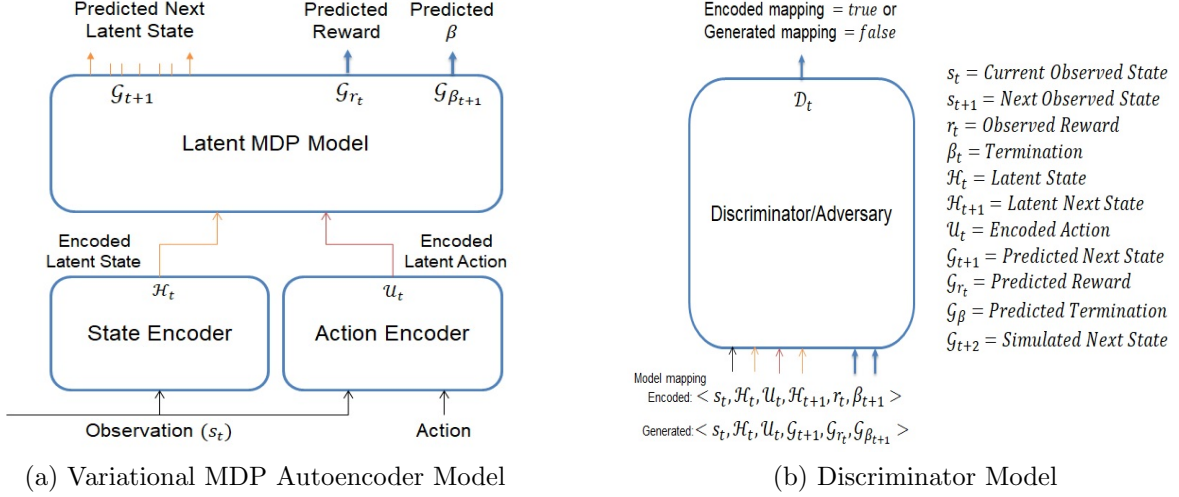 Predicted Next
Latent State
Predicted
Reward
Predicted
β
𝒢t+1
𝒢rt
𝒢βt+1
Latent MDP Model
Encoded
Latent State
Encoded
Latent Action
ℋt
𝒰t
State Encoder
Action Encoder
Observation (st)
Action
(a) Variational MDP Autoencoder Model
Encoded mapping = true or
Generated mapping = false
𝒟t
Discriminator/Adversary
Model mapping
Encoded: < st, ℋt, 𝒰t, ℋt+1, rt, βt+1 >
Generated: < st, ℋt, 𝒰t, 𝒢t+1, 𝒢rt, 𝒢βt+1 >
st = Current Observed State
st+1 = Next Observed State
rt = Observed Reward
βt = Termination
ℋt = Latent State
ℋt+1 = Latent Next State
𝒰t = Encoded Action
𝒢t+1 = Predicted Next State
𝒢rt = Predicted Reward
𝒢β = Predicted Termination
𝒢t+2 = Simulated Next State
(b) Discriminator Model